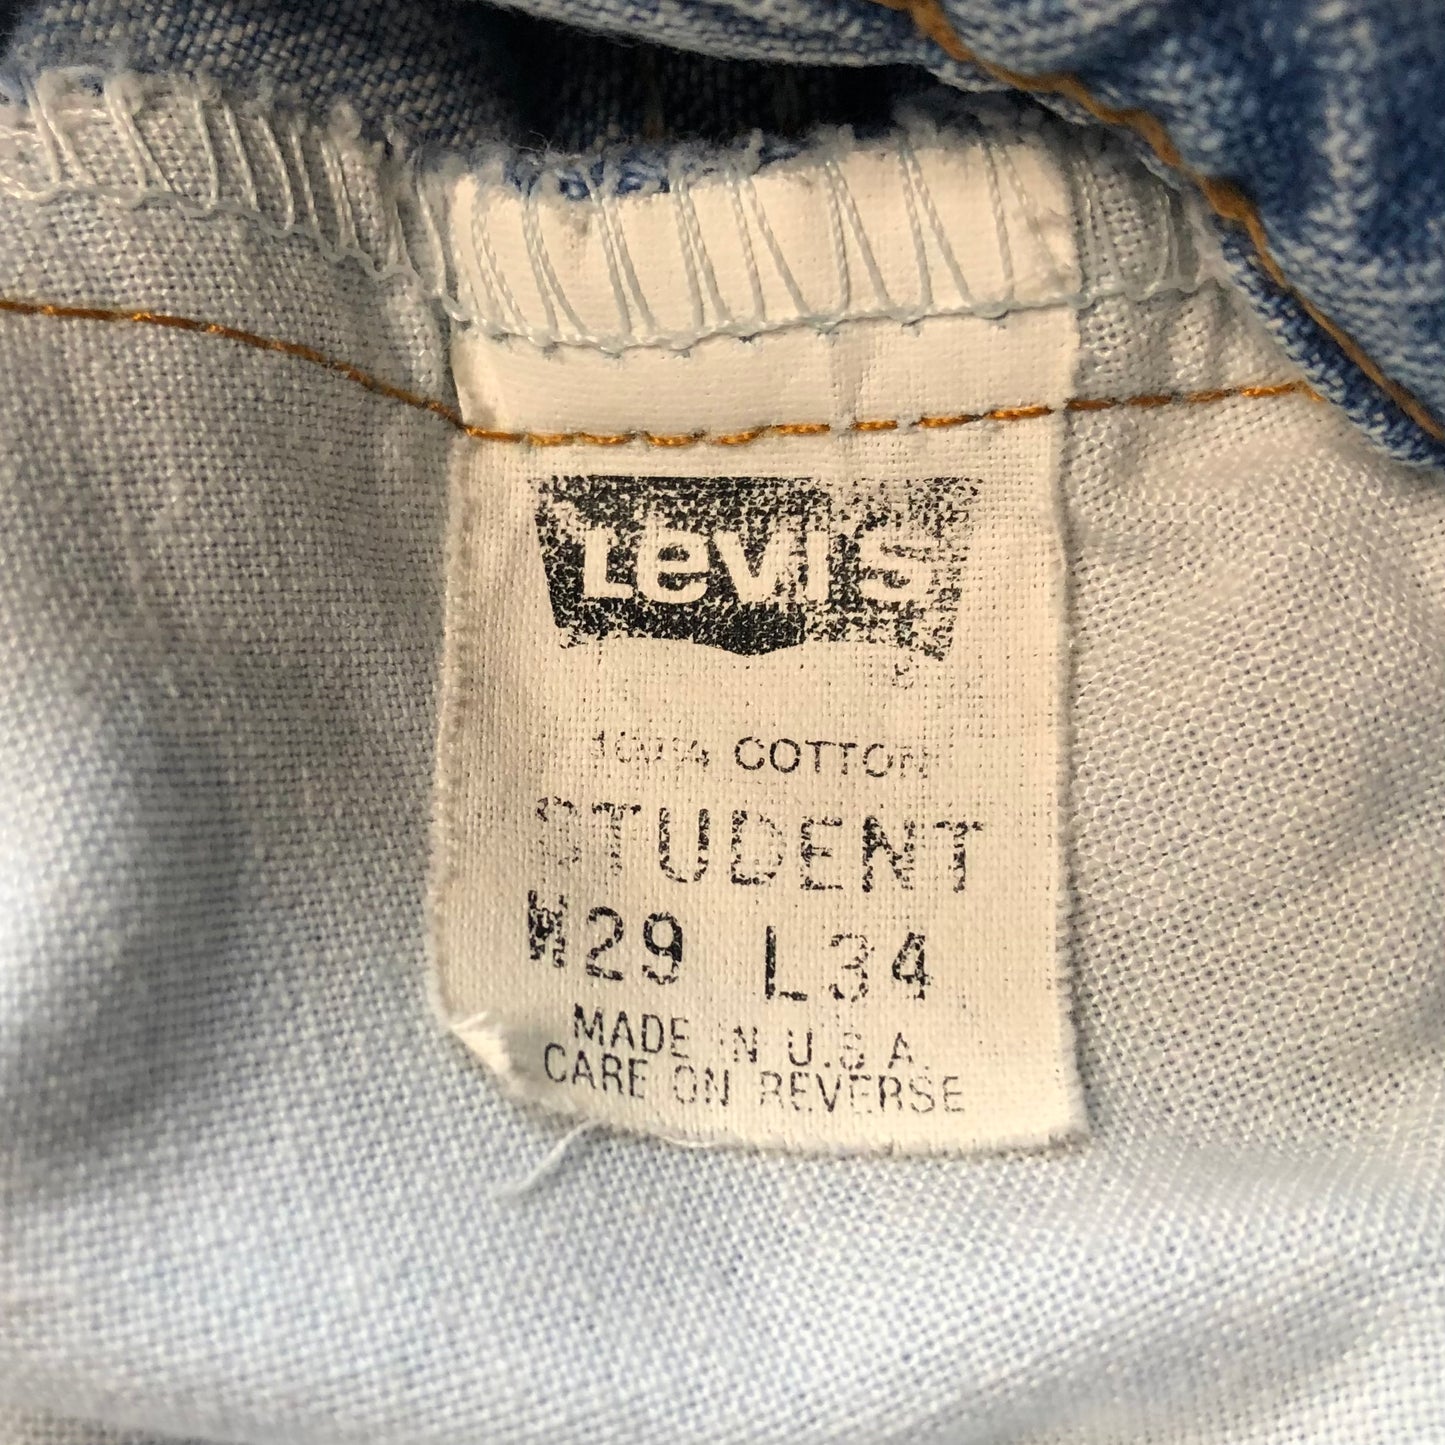 Levi's
100% COTTON
STUDENT
W29 L34
MADE IN U.S.A.
CARE ON REVERSE